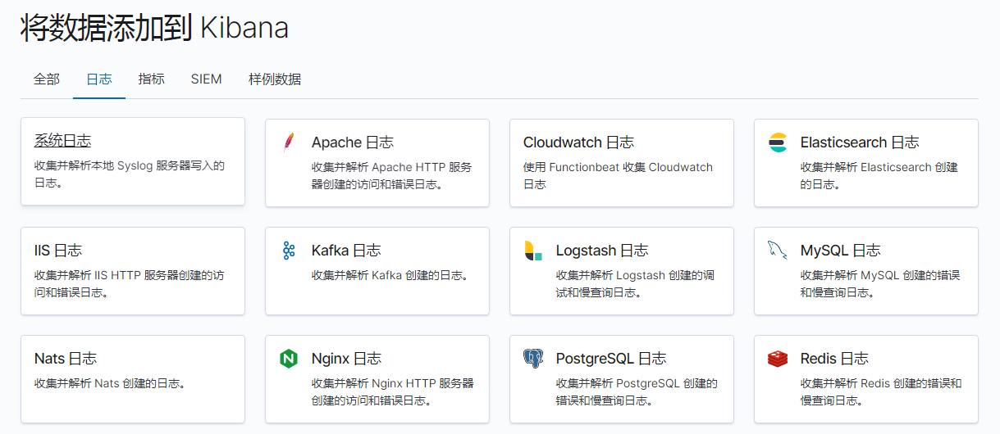 将数据添加到 Kibana
全部 日志 指标 SIEM 样例数据
系统日志
收集并解析本地 Syslog 服务器写入的
日志。
Apache 日志
收集并解析 Apache HTTP 服务
器创建的访问和错误日志。
Cloudwatch 日志
使用 Functionbeat 收集 Cloudwatch
日志
Elasticsearch 日志
收集并解析 Elasticsearch 创建
的日志。
IIS 日志
收集并解析 IIS HTTP 服务器创建的访
问和错误日志。
Kafka 日志
收集并解析 Kafka 创建的日志。
Logstash 日志
收集并解析 Logstash 创建的调
试和慢查询日志。
MySQL 日志
收集并解析 MySQL 创建的错误
和慢查询日志。
Nats 日志
收集并解析 Nats 创建的日志。
Nginx 日志
收集并解析 Nginx HTTP 服务器
创建的访问和错误日志。
PostgreSQL 日志
收集并解析 PostgreSQL 创建的
错误和慢查询日志。
Redis 日志
收集并解析 Redis 创建的错误和
慢查询日志。